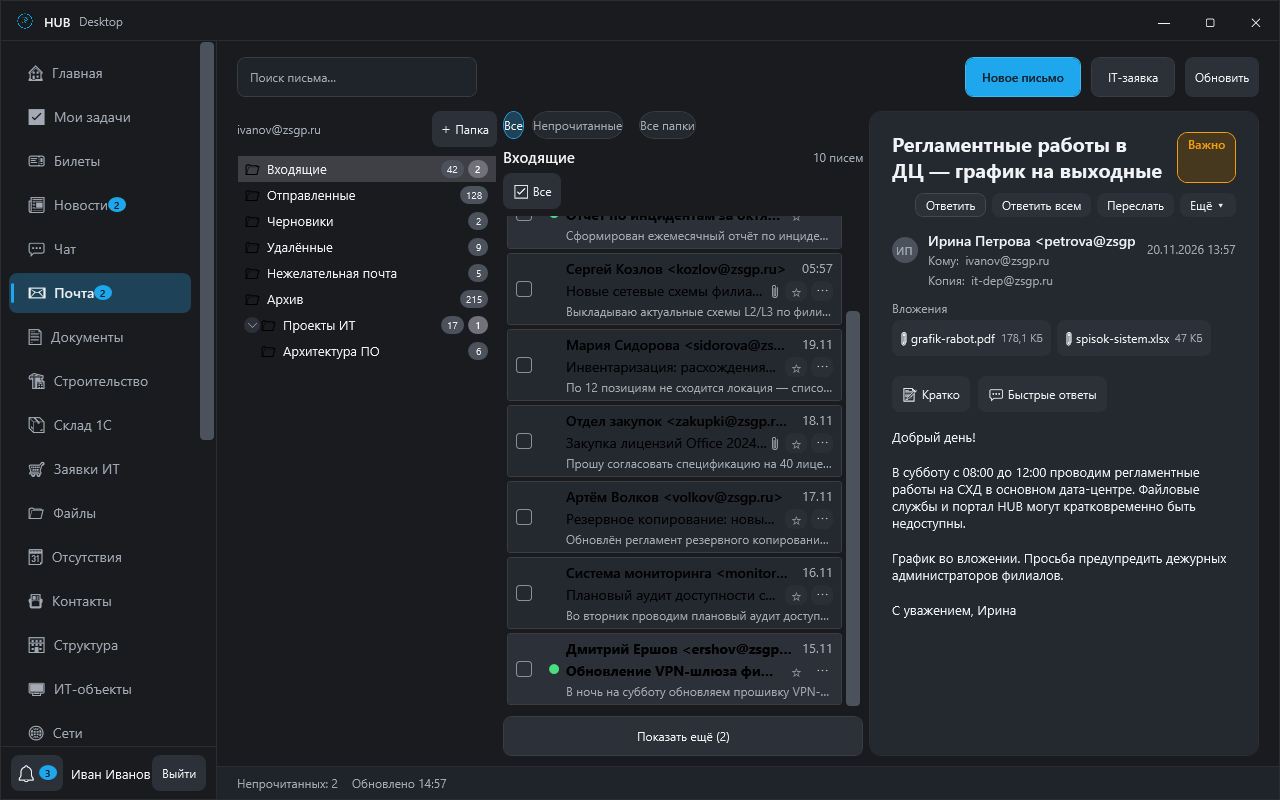 HUB Desktop
Главная
Мои задачи
Билеты
Новости 2
Чат
Почта 2
Документы
Строительство
Склад 1С
Заявки ИТ
Файлы
31 Отсутствия
Контакты
Структура
ИТ-объекты
Сети
3 Иван Иванов Выйти
Поиск письма...
Новое письмо IT-заявка Обновить
ivanov@zsgp.ru + Папка
Входящие 42 2
Отправленные 128
Черновики 2
Удалённые 9
Нежелательная почта 5
Архив 215
Проекты ИТ 17 1
Архитектура ПО 6
Все Непрочитанные Все папки
Входящие 10 писем
Все
Отчёт по инцидентам за октя...
Сформирован ежемесячный отчёт по инциде...
Сергей Козлов <kozlov@zsgp.ru> 05:57
Новые сетевые схемы филиа...
Выкладываю актуальные схемы L2/L3 по фили...
Мария Сидорова <sidorova@zs... 19.11
Инвентаризация: расхождения...
По 12 позициям не сходится локация — списо...
Отдел закупок <zakupki@zsgp.r... 18.11
Закупка лицензий Office 2024...
Прошу согласовать спецификацию на 40 лице...
Артём Волков <volkov@zsgp.ru> 17.11
Резервное копирование: новы...
Обновлён регламент резервного копировани...
Система мониторинга <monitor... 16.11
Плановый аудит доступности с...
Во вторник проводим плановый аудит доступ...
Дмитрий Ершов <ershov@zsgp... 15.11
Обновление VPN-шлюза фи...
В ночь на субботу обновляем прошивку VPN-...
Показать ещё (2)
Регламентные работы в
ДЦ — график на выходные
Важно
Ответить Ответить всем Переслать Ещё
ИП
Ирина Петрова <petrova@zsgp 20.11.2026 13:57
Кому: ivanov@zsgp.ru
Копия: it-dep@zsgp.ru
Вложения
grafik-rabot.pdf 178,1 КБ spisok-sistem.xlsx 47 КБ
Кратко Быстрые ответы
Добрый день!
В субботу с 08:00 до 12:00 проводим регламентные
работы на СХД в основном дата-центре. Файловые
службы и портал HUB могут кратковременно быть
недоступны.
График во вложении. Просьба предупредить дежурных
администраторов филиалов.
С уважением, Ирина
Непрочитанных: 2 Обновлено 14:57